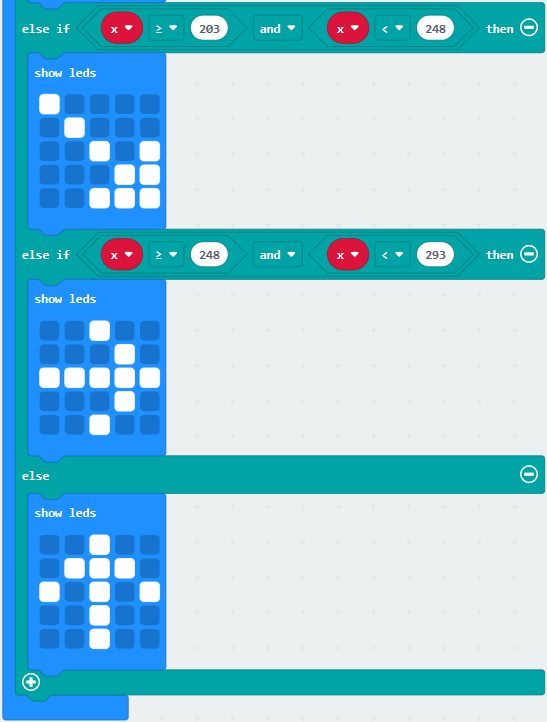 else if x ≥ 203 and x < 248 then
show leds
else if x ≥ 248 and x < 293 then
show leds
else
show leds